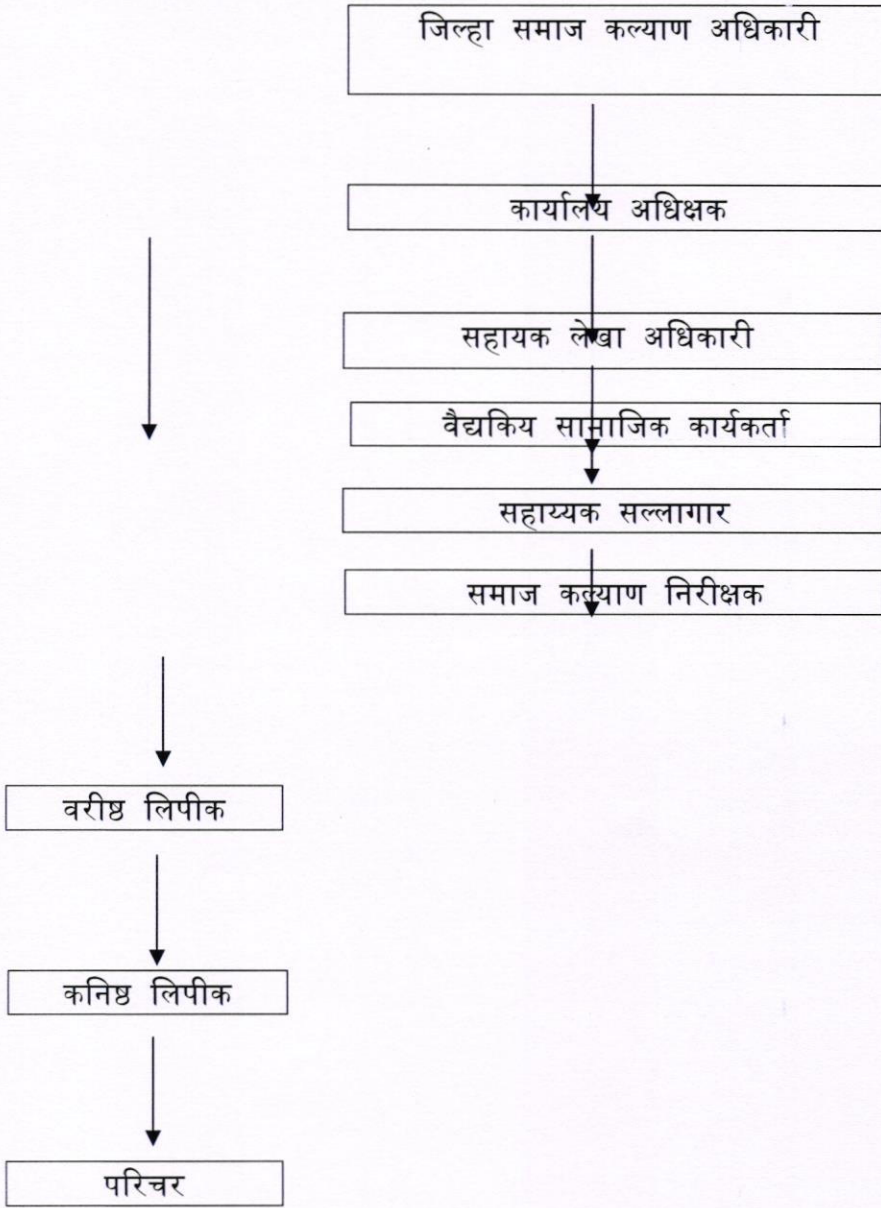 जिल्हा समाज कल्याण अधिकारी
कार्यालय अधिक्षक
सहायक लेखा अधिकारी
वैद्यकिय सामाजिक कार्यकर्ता
सहाय्यक सल्लागार
समाज कल्याण निरीक्षक
वरीष्ठ लिपीक
कनिष्ठ लिपीक
परिचर